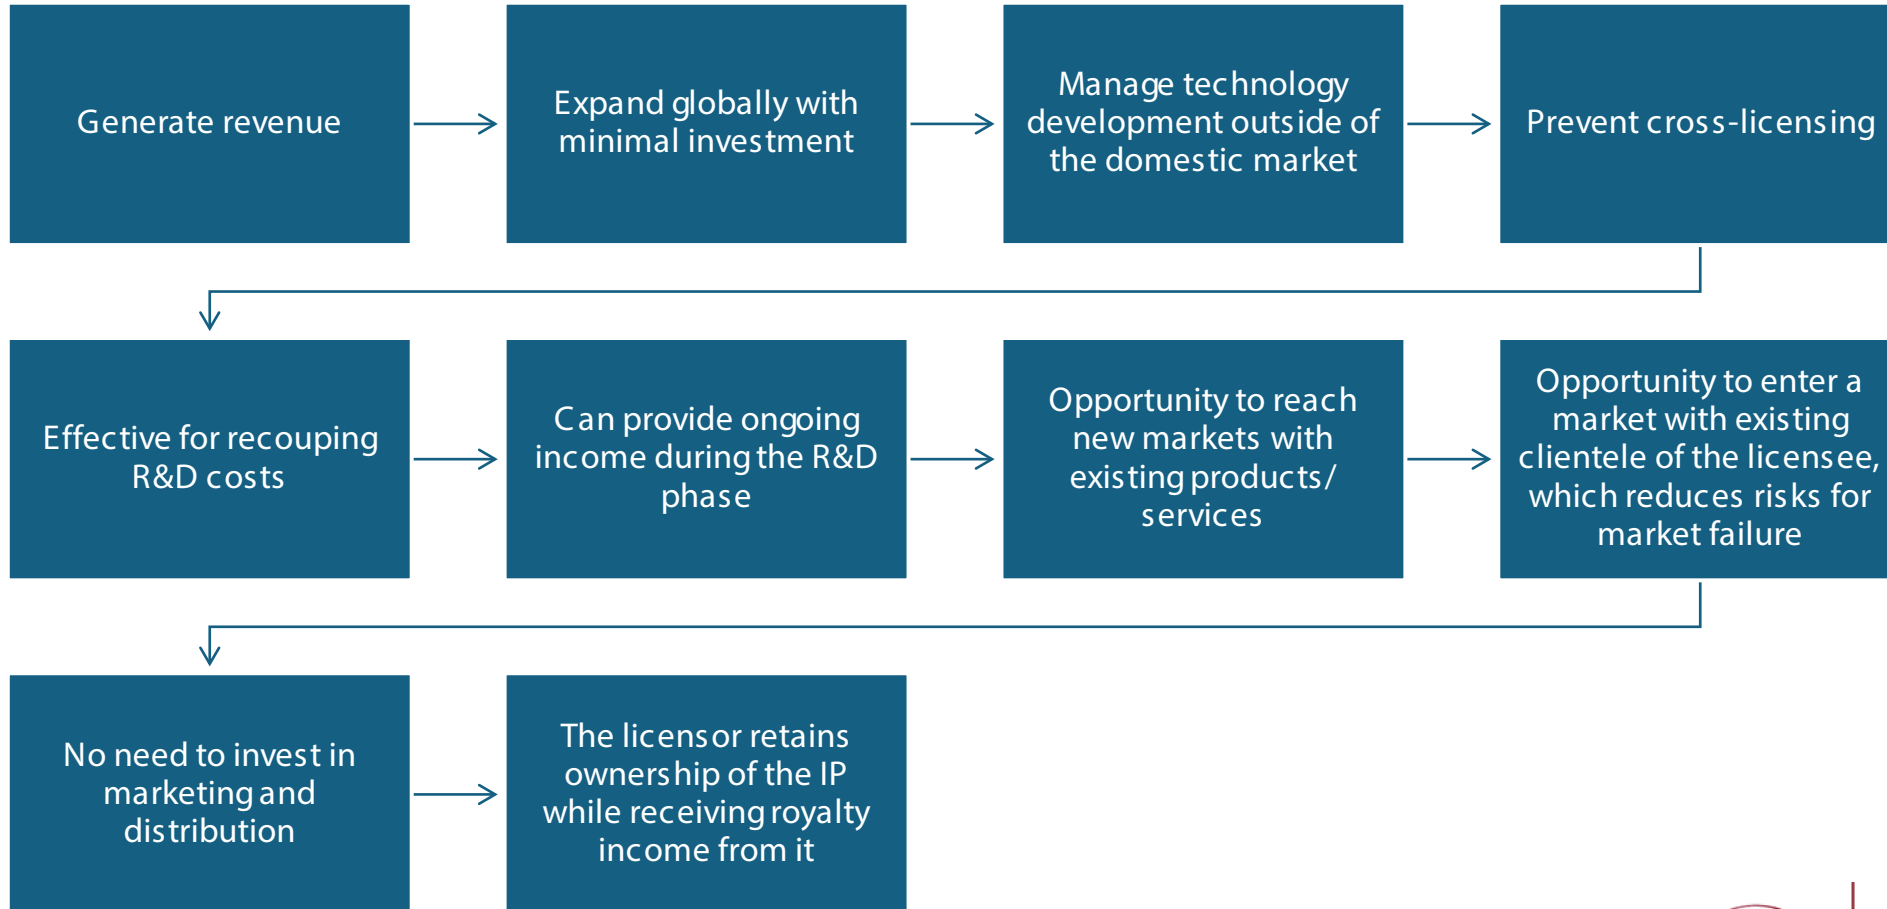 Generate revenue
Expand globally with
minimal investment
Manage technology
development outside of
the domestic market
Prevent cross-licensing
Effective for recouping
R&D costs
Can provide ongoing
income during the R&D
phase
Opportunity to reach
new markets with
existing products/
services
Opportunity to enter a
market with existing
clientele of the licensee,
which reduces risks for
market failure
No need to invest in
marketing and
distribution
The licensor retains
ownership of the IP
while receiving royalty
income from it